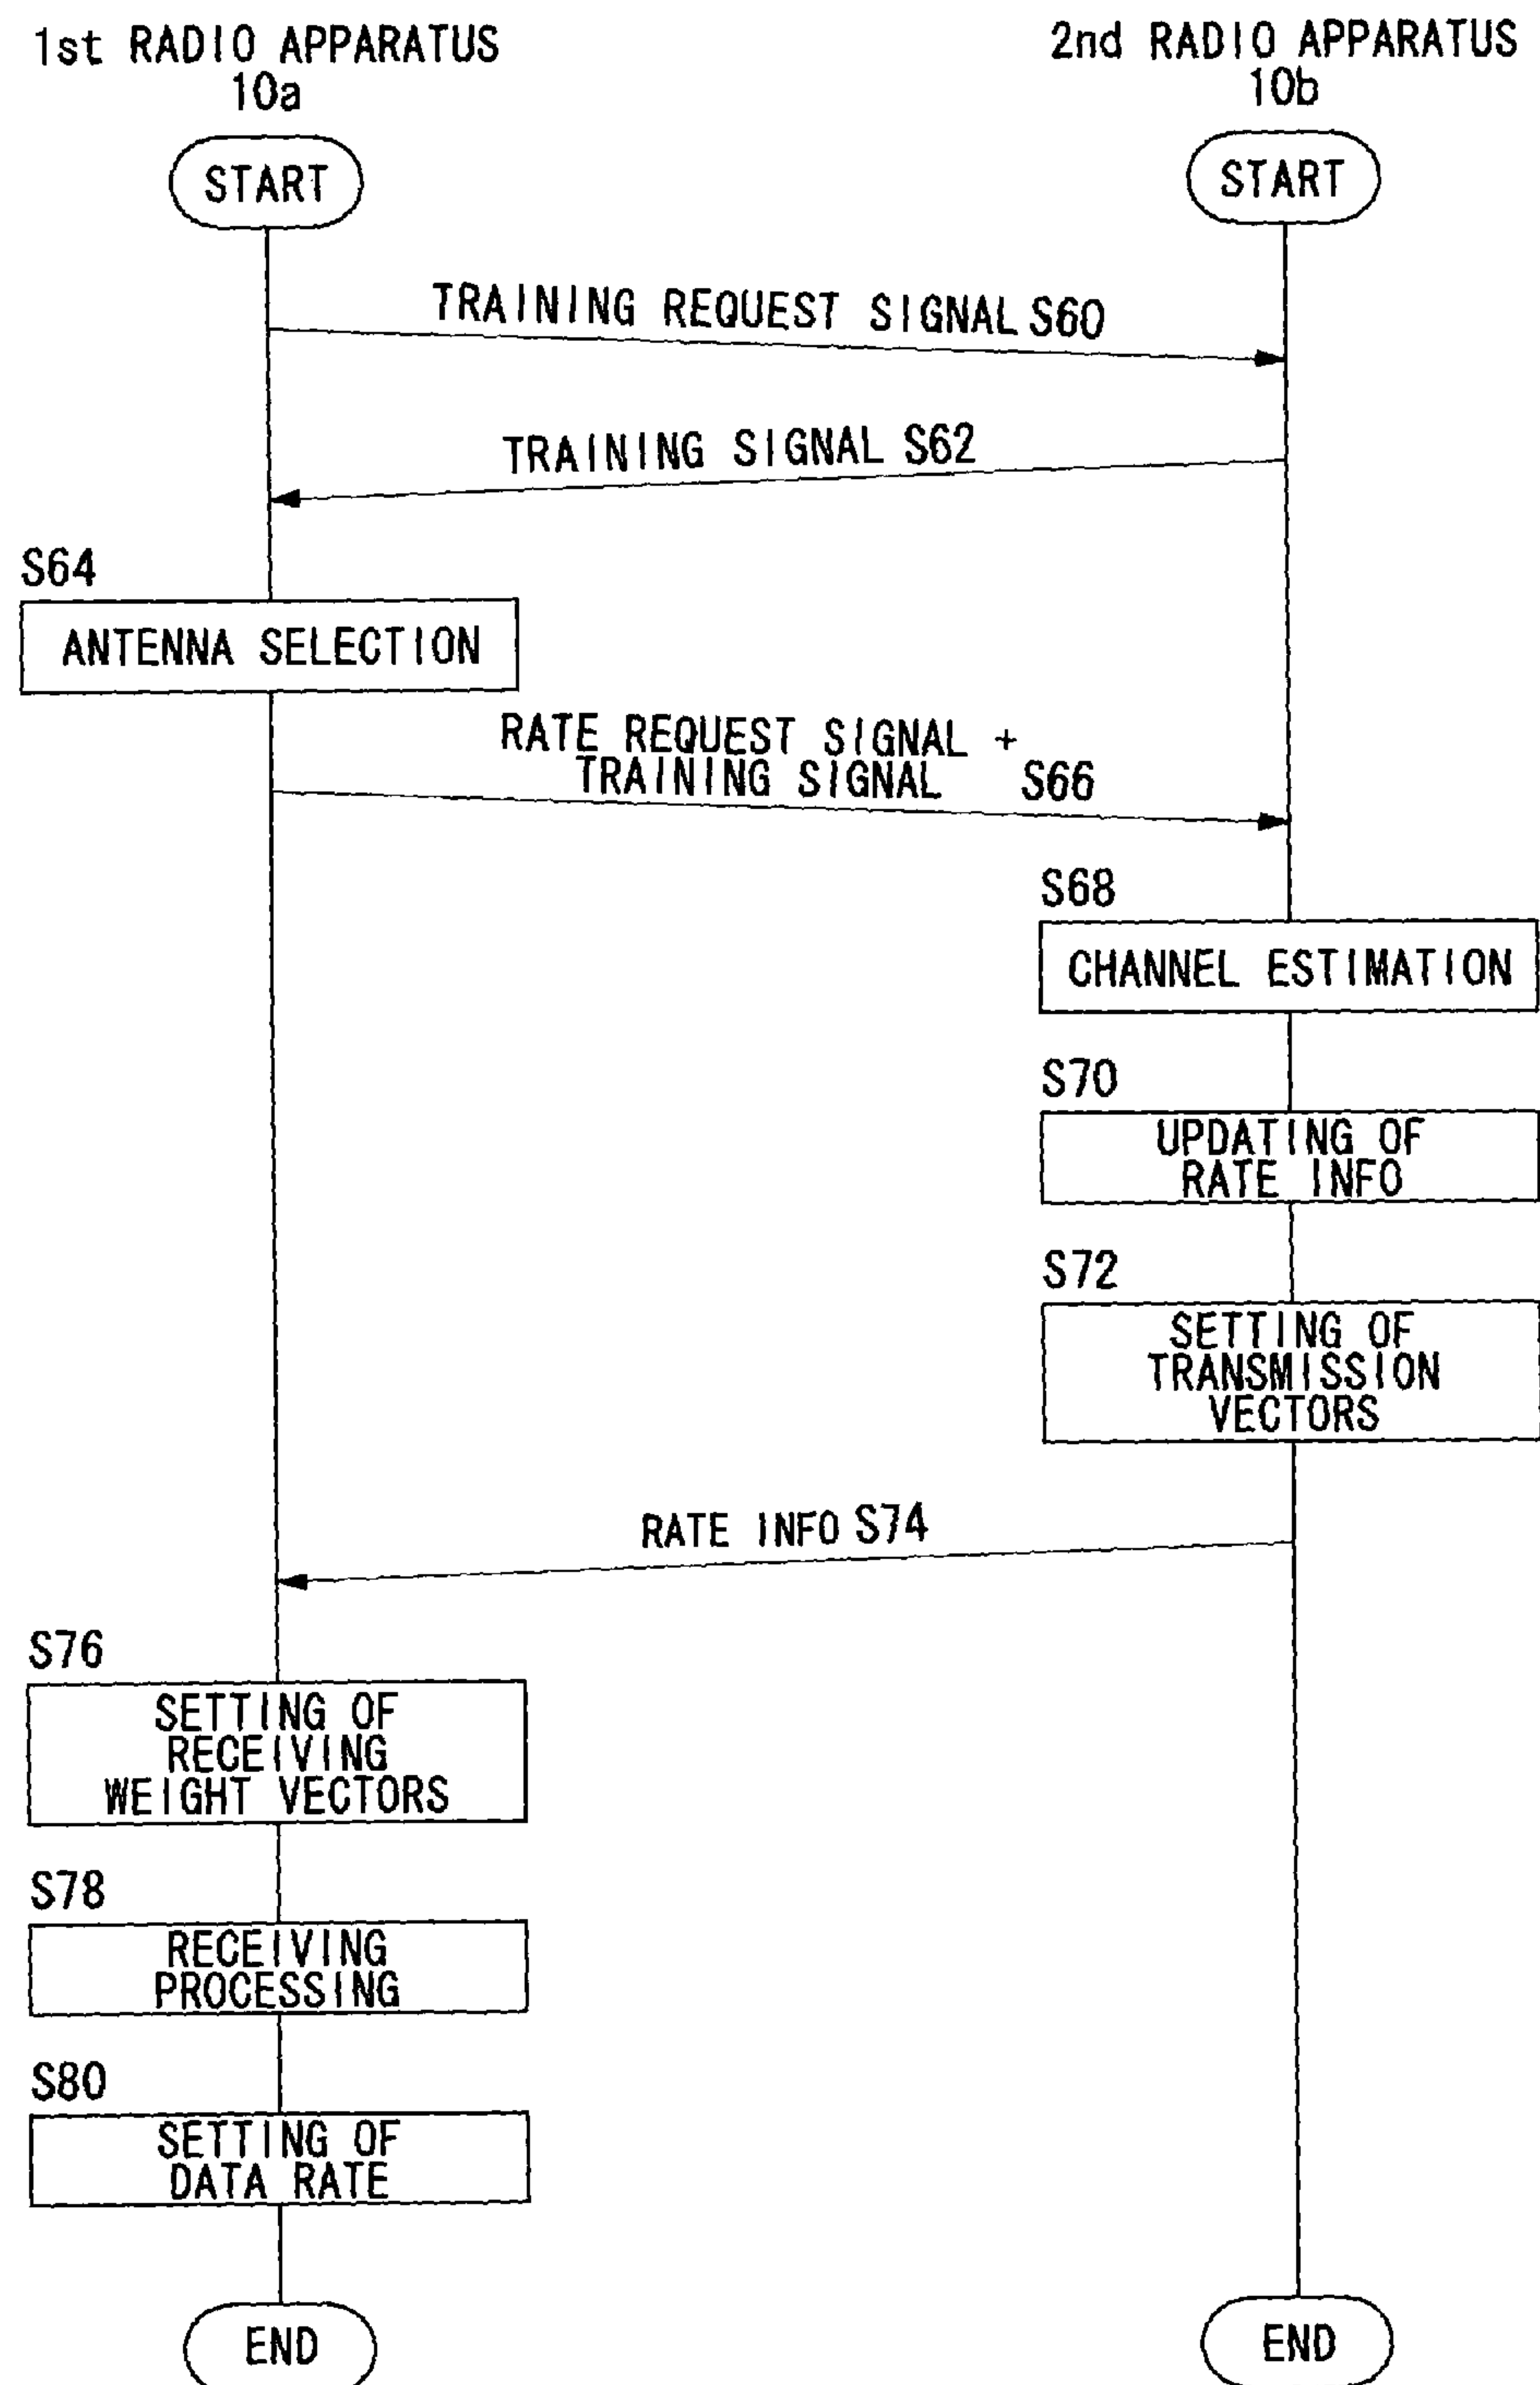 1st RADIO APPARATUS
10a
2nd RADIO APPARATUS
10b
START
START
TRAINING REQUEST SIGNAL S60
TRAINING SIGNAL S62
S64
ANTENNA SELECTION
RATE REQUEST SIGNAL +
TRAINING SIGNAL S66
S68
CHANNEL ESTIMATION
S70
UPDATING OF
RATE INFO
S72
SETTING OF
TRANSMISSION
VECTORS
RATE INFO S74
S76
SETTING OF
RECEIVING
WEIGHT VECTORS
S78
RECEIVING
PROCESSING
S80
SETTING OF
DATA RATE
END
END